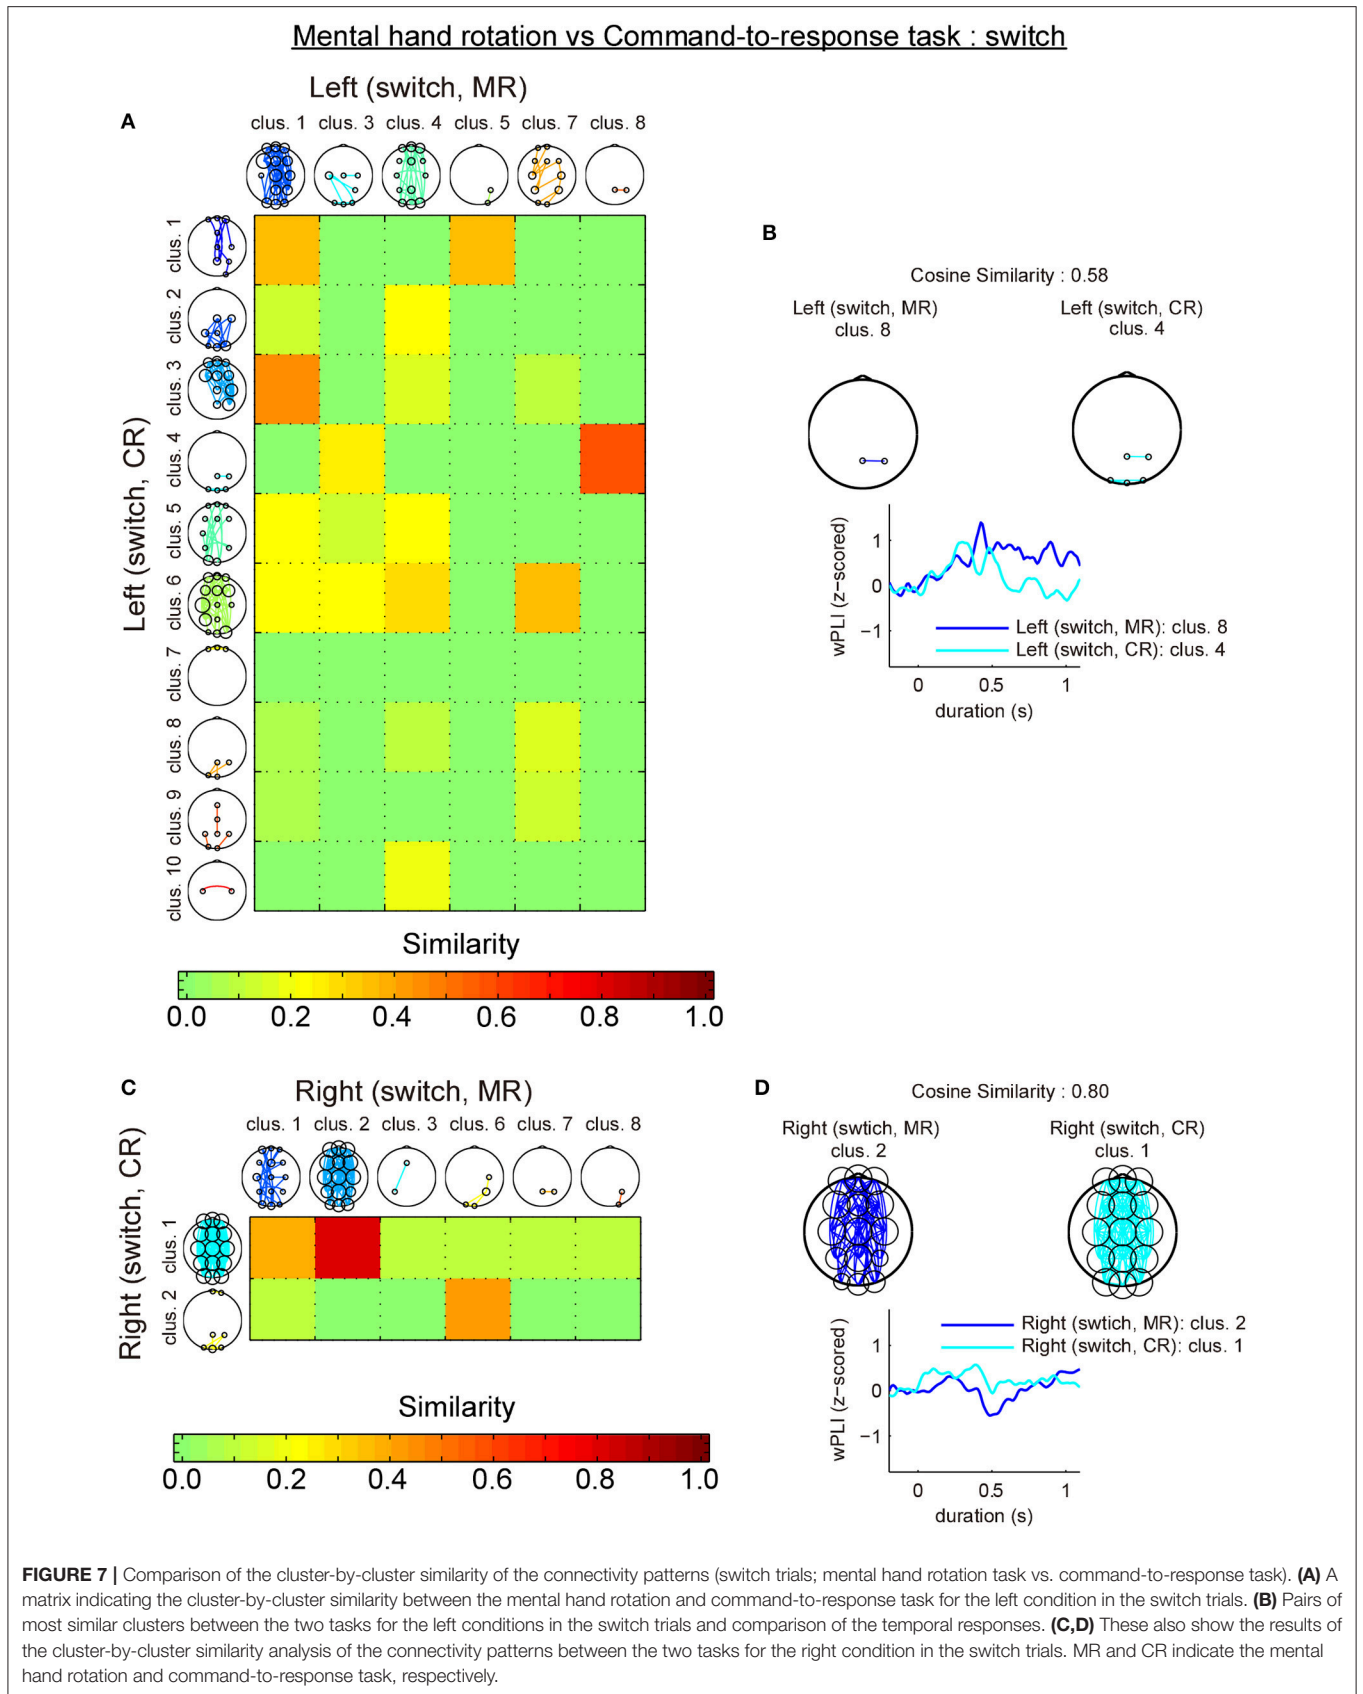 Mental hand rotation vs Command-to-response task : switch
A
Left (switch, MR)
clus. 1 clus. 3 clus. 4 clus. 5 clus. 7 clus. 8
Left (switch, CR)
clus. 1
clus. 2
clus. 3
clus. 4
clus. 5
clus. 6
clus. 7
clus. 8
clus. 9
clus. 10
Similarity
0.0 0.2 0.4 0.6 0.8 1.0
B
Cosine Similarity : 0.58
Left (switch, MR)
clus. 8
Left (switch, CR)
clus. 4
wPLI (z−scored)
1
0
−1
Left (switch, MR): clus. 8
Left (switch, CR): clus. 4
0 0.5 1
duration (s)
C
Right (switch, MR)
clus. 1 clus. 2 clus. 3 clus. 6 clus. 7 clus. 8
Right (switch, CR)
clus. 1
clus. 2
Similarity
0.0 0.2 0.4 0.6 0.8 1.0
D
Cosine Similarity : 0.80
Right (swtich, MR)
clus. 2
Right (switch, CR)
clus. 1
wPLI (z−scored)
1
0
−1
Right (swtich, MR): clus. 2
Right (switch, CR): clus. 1
0 0.5 1
duration (s)
FIGURE 7 | Comparison of the cluster-by-cluster similarity of the connectivity patterns (switch trials; mental hand rotation task vs. command-to-response task). (A) A
matrix indicating the cluster-by-cluster similarity between the mental hand rotation and command-to-response task for the left condition in the switch trials. (B) Pairs of
most similar clusters between the two tasks for the left conditions in the switch trials and comparison of the temporal responses. (C,D) These also show the results of
the cluster-by-cluster similarity analysis of the connectivity patterns between the two tasks for the right condition in the switch trials. MR and CR indicate the mental
hand rotation and command-to-response task, respectively.